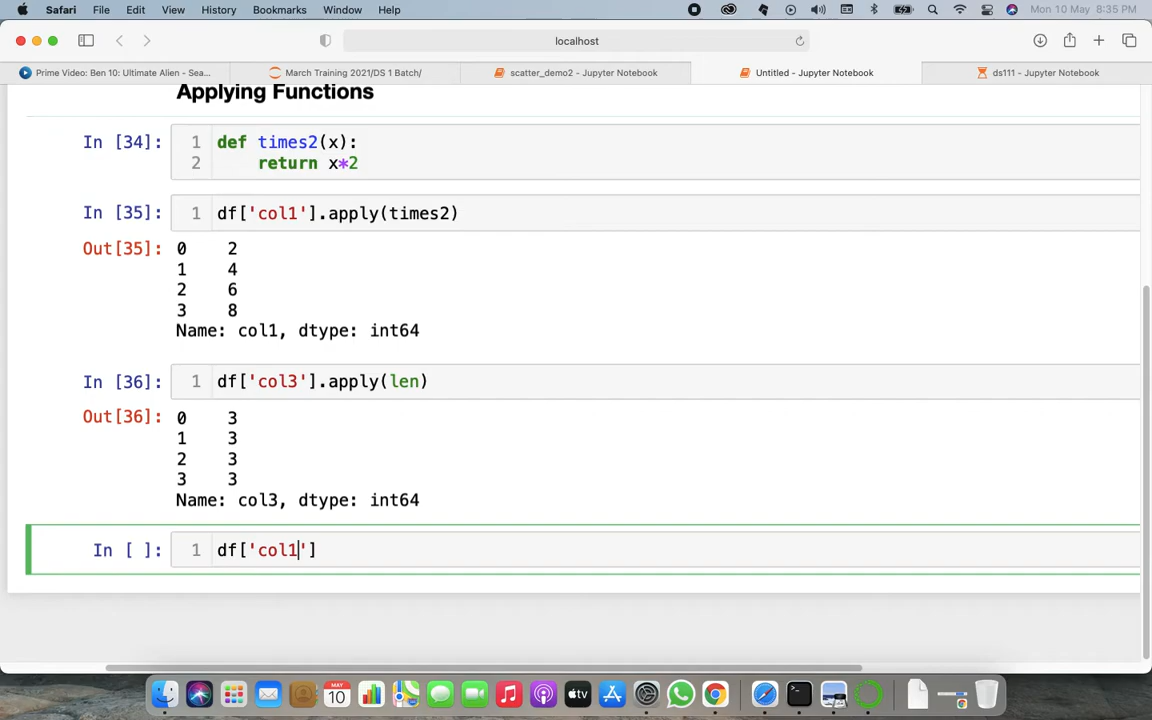 Safari File Edit View History Bookmarks Window Help Mon 10 May 8:35 PM
localhost
Prime Video: Ben 10: Ultimate Alien - Sea... March Training 2021/DS 1 Batch/ scatter_demo2 - Jupyter Notebook Untitled - Jupyter Notebook ds111 - Jupyter Notebook
Applying Functions
In [34]: 1 def times2(x):
2 return x*2
In [35]: 1 df['col1'].apply(times2)
Out[35]: 0 2
1 4
2 6
3 8
Name: col1, dtype: int64
In [36]: 1 df['col3'].apply(len)
Out[36]: 0 3
1 3
2 3
3 3
Name: col3, dtype: int64
In [ ]: 1 df['col1']
MAY
10
tv